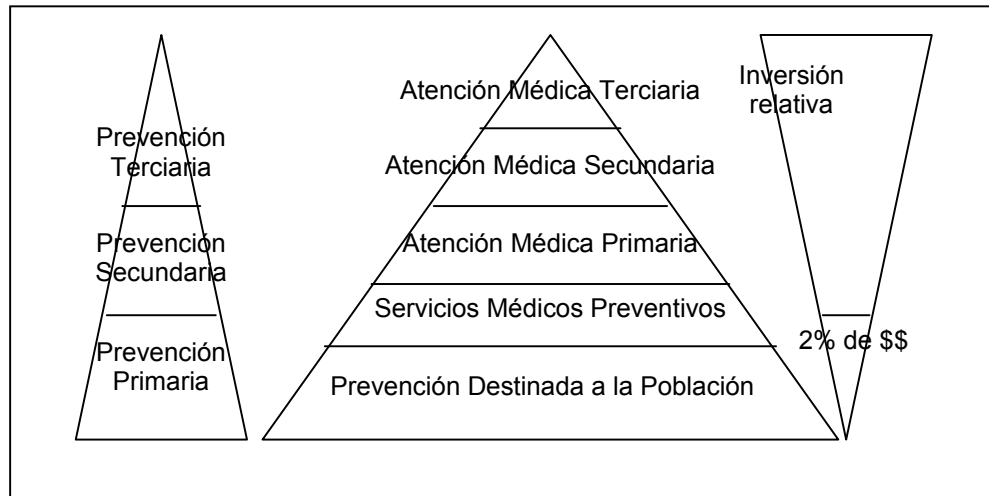 Prevención
Terciaria
Prevención
Secundaria
Prevención
Primaria
Atención Médica Terciaria
Atención Médica Secundaria
Atención Médica Primaria
Servicios Médicos Preventivos
Prevención Destinada a la Población
Inversión
relativa
2% de $$